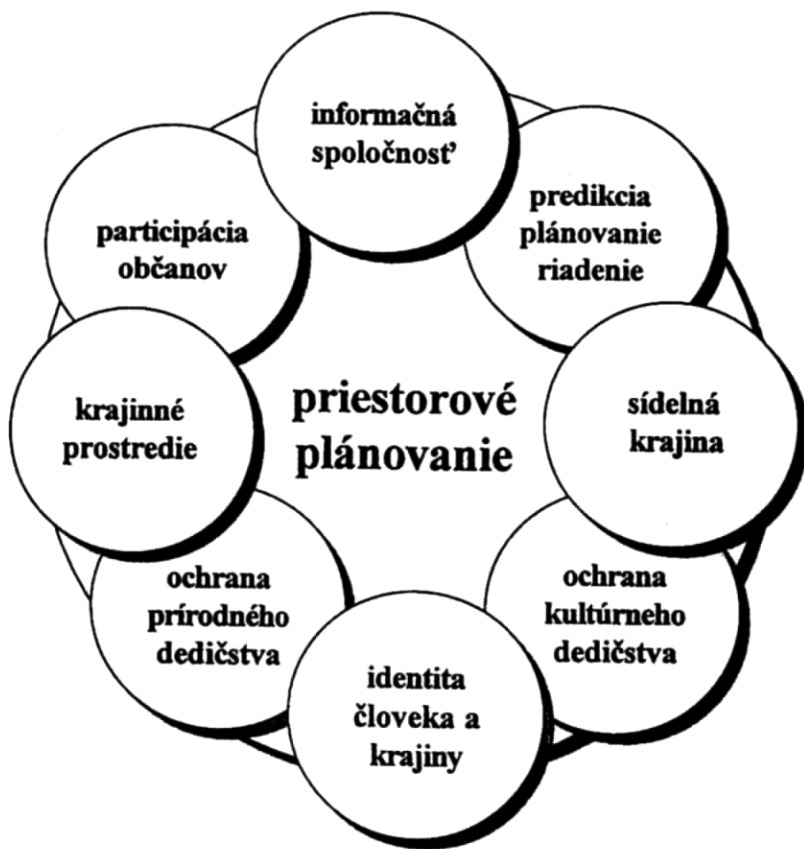 informačná
spoločnosť
predikcia
plánovanie
riadenie
participácia
občanov
priestorové
plánovanie
krajinné
prostredie
sídelná
krajina
ochrana
prírodného
dedičstva
ochrana
kultúrneho
dedičstva
identita
človeka a
krajiny